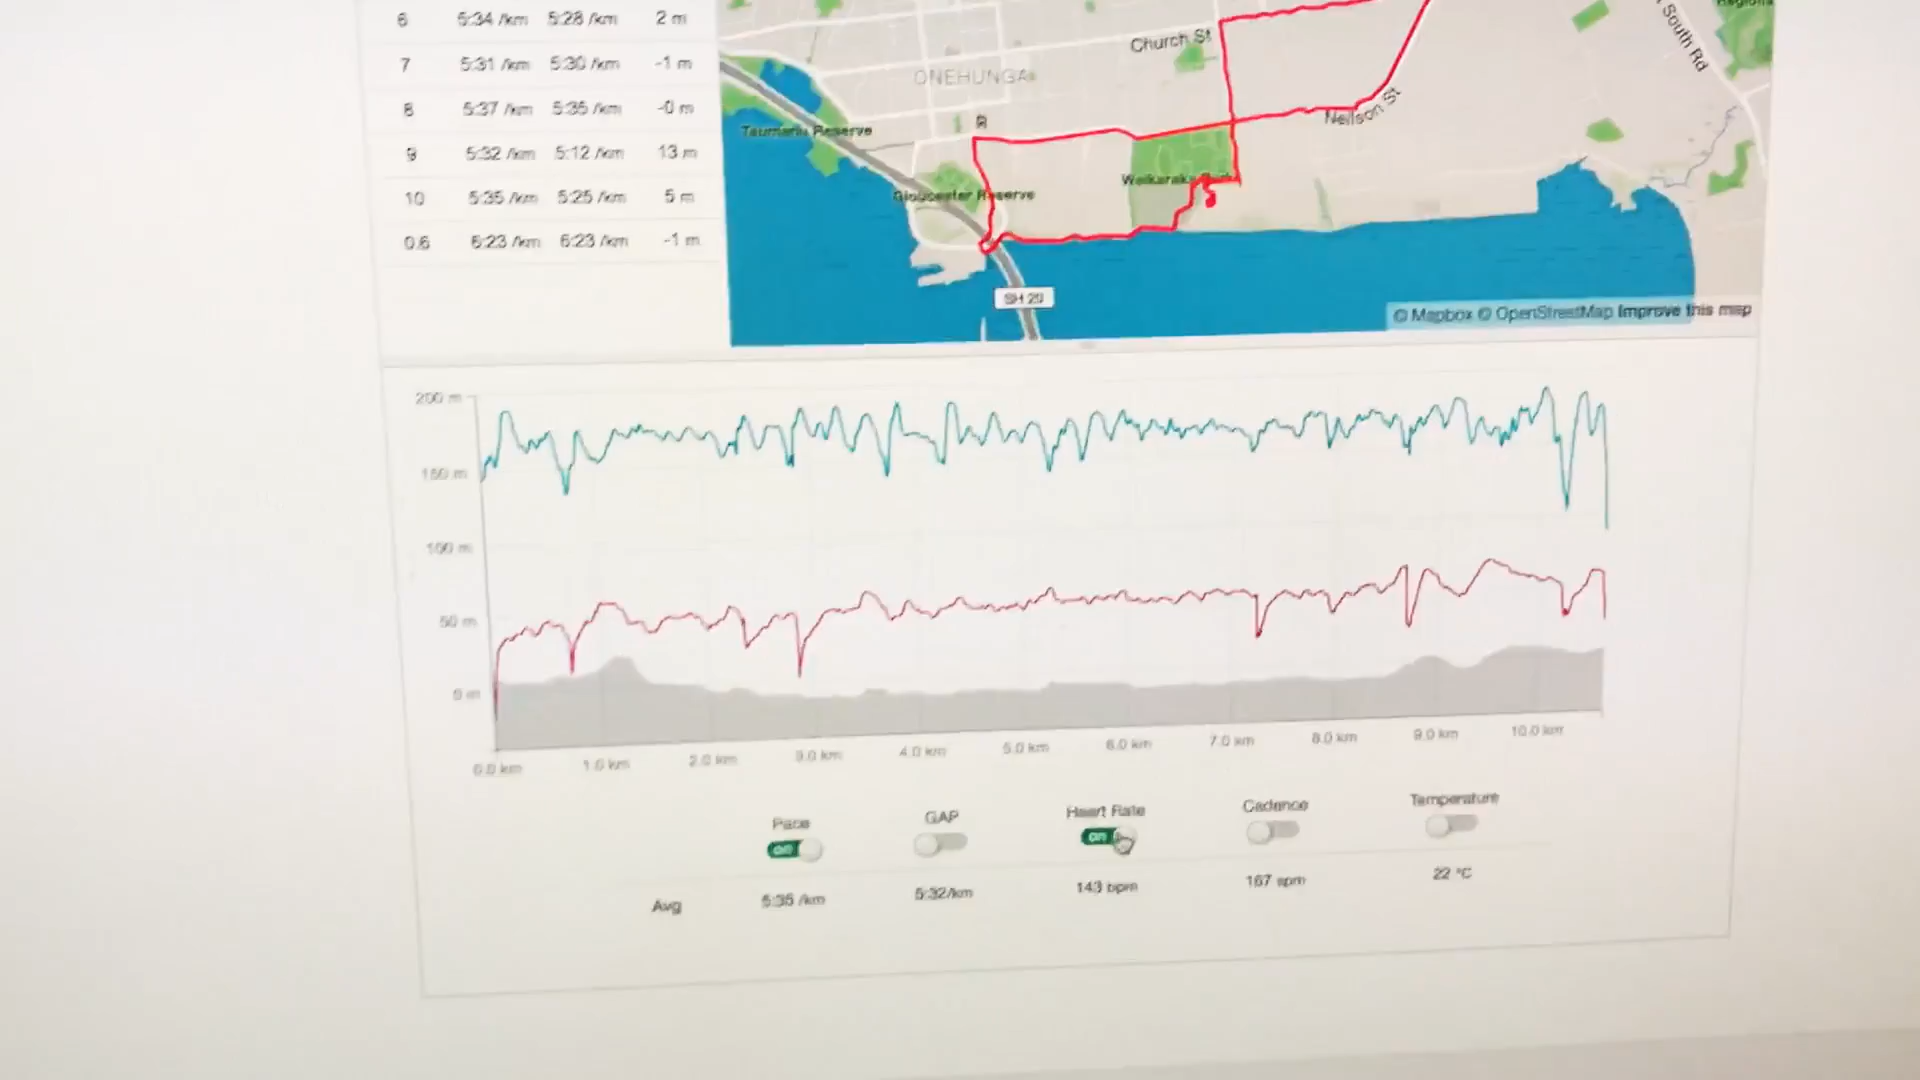 6 5:34 /km 5:28 /km 2 m
7 5:31 /km 5:30 /km -1 m
8 5:37 /km 5:35 /km -0 m
9 5:32 /km 5:12 /km 13 m
10 5:35 /km 5:25 /km 5 m
0.6 6:23 /km 6:23 /km -1 m
Church St
ONEHUNGA
South Rd
Neilson St
Taumanu Reserve
Gloucester Reserve
Waikaraka Park
SH 20
© Mapbox © OpenStreetMap Improve this map
200 m
150 m
100 m
50 m
0 m
0.0 km 1.0 km 2.0 km 3.0 km 4.0 km 5.0 km 6.0 km 7.0 km 8.0 km 9.0 km 10.0 km
Pace GAP Heart Rate Cadence Temperature
on on
Avg 5:35 /km 5:32/km 143 bpm 167 spm 22 °C